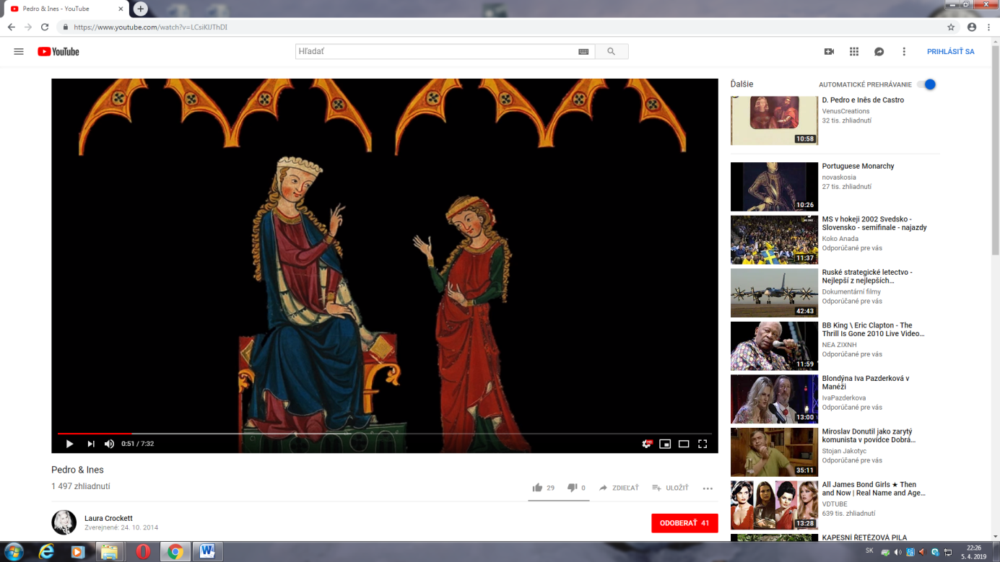 Pedro & Ines - YouTube
https://www.youtube.com/watch?v=LCsiKlJThDI
YouTube
Hľadať
PRIHLÁSIŤ SA
0:51 / 7:32
HD
Pedro & Ines
1 497 zhliadnutí
29
0
ZDIEĽAŤ
ULOŽIŤ
Laura Crockett
Zverejnené: 24. 10. 2014
ODOBERAŤ 41
Ďalšie
AUTOMATICKÉ PREHRÁVANIE
10:58
D. Pedro e Inês de Castro
VenusCreations
32 tis. zhliadnutí
10:26
Portuguese Monarchy
novaskosia
27 tis. zhliadnutí
11:37
MS v hokeji 2002 Svedsko -
Slovensko - semifinale - najazdy
Koko Anada
Odporúčané pre vás
42:43
Ruské strategické letectvo -
Nejlepší z nejlepších...
Dokumentární filmy
Odporúčané pre vás
11:59
BB King \ Eric Clapton - The
Thrill Is Gone 2010 Live Video...
NEA ZIXNH
Odporúčané pre vás
13:00
Blondýna Iva Pazderková v
Manéži
IvaPazderkova
Odporúčané pre vás
35:11
Miroslav Donutil jako zarytý
komunista v povídce Dobrá...
Stojan Jakotyc
Odporúčané pre vás
13:28
All James Bond Girls ★ Then
and Now | Real Name and Age...
VDTUBE
639 tis. zhliadnutí
KAPESNÍ ŘETĚZOVÁ PILA
SK
22:26
5. 4. 2019